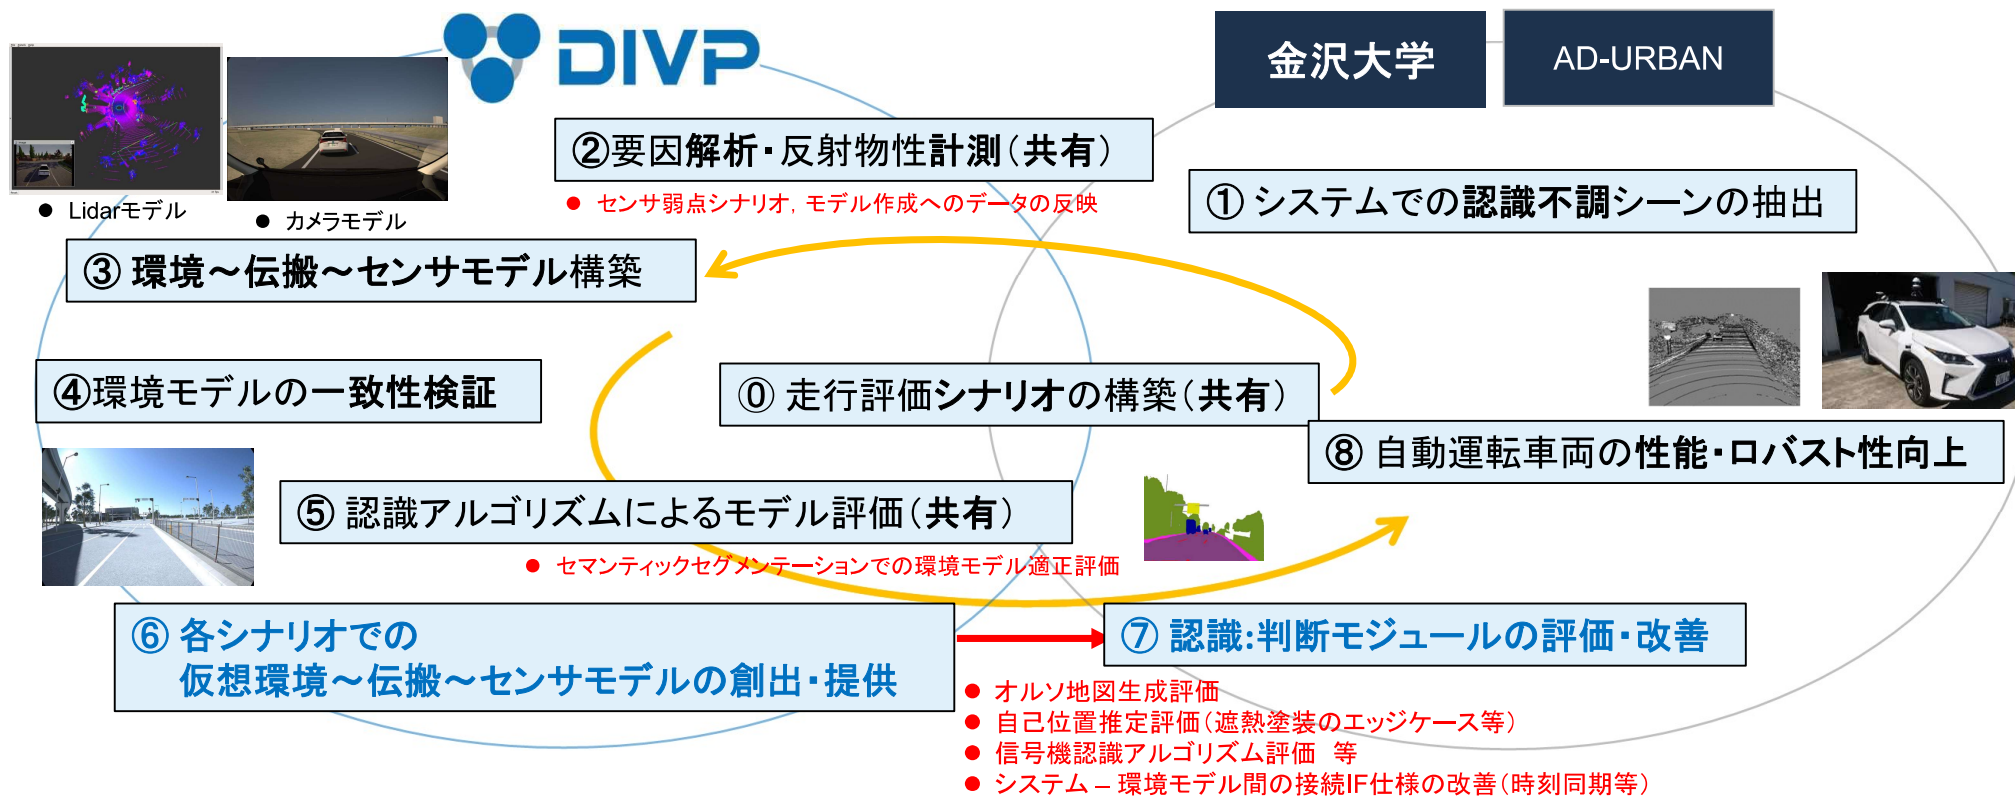 DIVP
金沢大学
AD-URBAN
②要因解析・反射物性計測（共有）
● センサ弱点シナリオ, モデル作成へのデータの反映
① システムでの認識不調シーンの抽出
● Lidarモデル
● カメラモデル
③ 環境～伝搬～センサモデル構築
④環境モデルの一致性検証
⓪ 走行評価シナリオの構築（共有）
⑧ 自動運転車両の性能・ロバスト性向上
⑤ 認識アルゴリズムによるモデル評価（共有）
● セマンティックセグメンテーションでの環境モデル適正評価
⑥ 各シナリオでの
仮想環境～伝搬～センサモデルの創出・提供
⑦ 認識:判断モジュールの評価・改善
● オルソ地図生成評価
● 自己位置推定評価（遮熱塗装のエッジケース等）
● 信号機認識アルゴリズム評価　等
● システム – 環境モデル間の接続IF仕様の改善（時刻同期等）